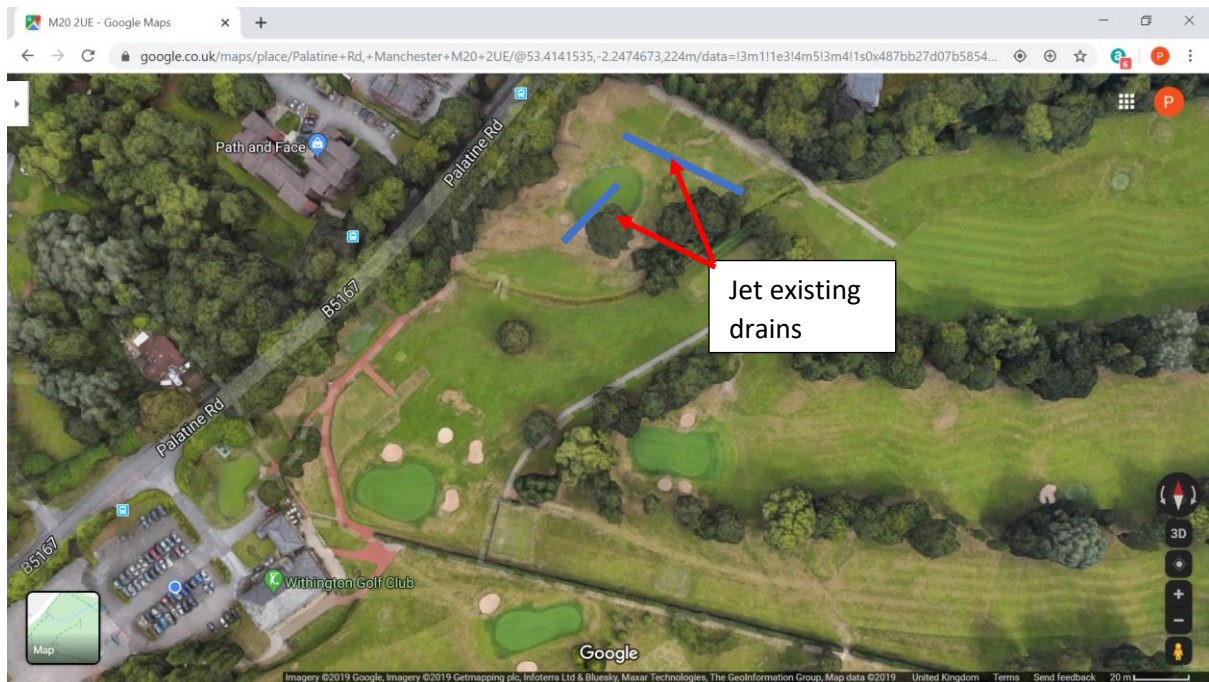 M20 2UE - Google Maps
google.co.uk/maps/place/Palatine+Rd,+Manchester+M20+2UE/@53.4141535,-2.2474673,224m/data=!3m1!1e3!4m5!3m4!1s0x487bb27d07b5854...
6
P
P
Path and Face
Palatine Rd
B5167
Jet existing
drains
Palatine Rd
B5167
Withington Golf Club
3D
Map
Google
Imagery ©2019 Google, Imagery ©2019 Getmapping plc, Infoterra Ltd & Bluesky, Maxar Technologies, The GeoInformation Group, Map data ©2019 United Kingdom Terms Send feedback 20 m